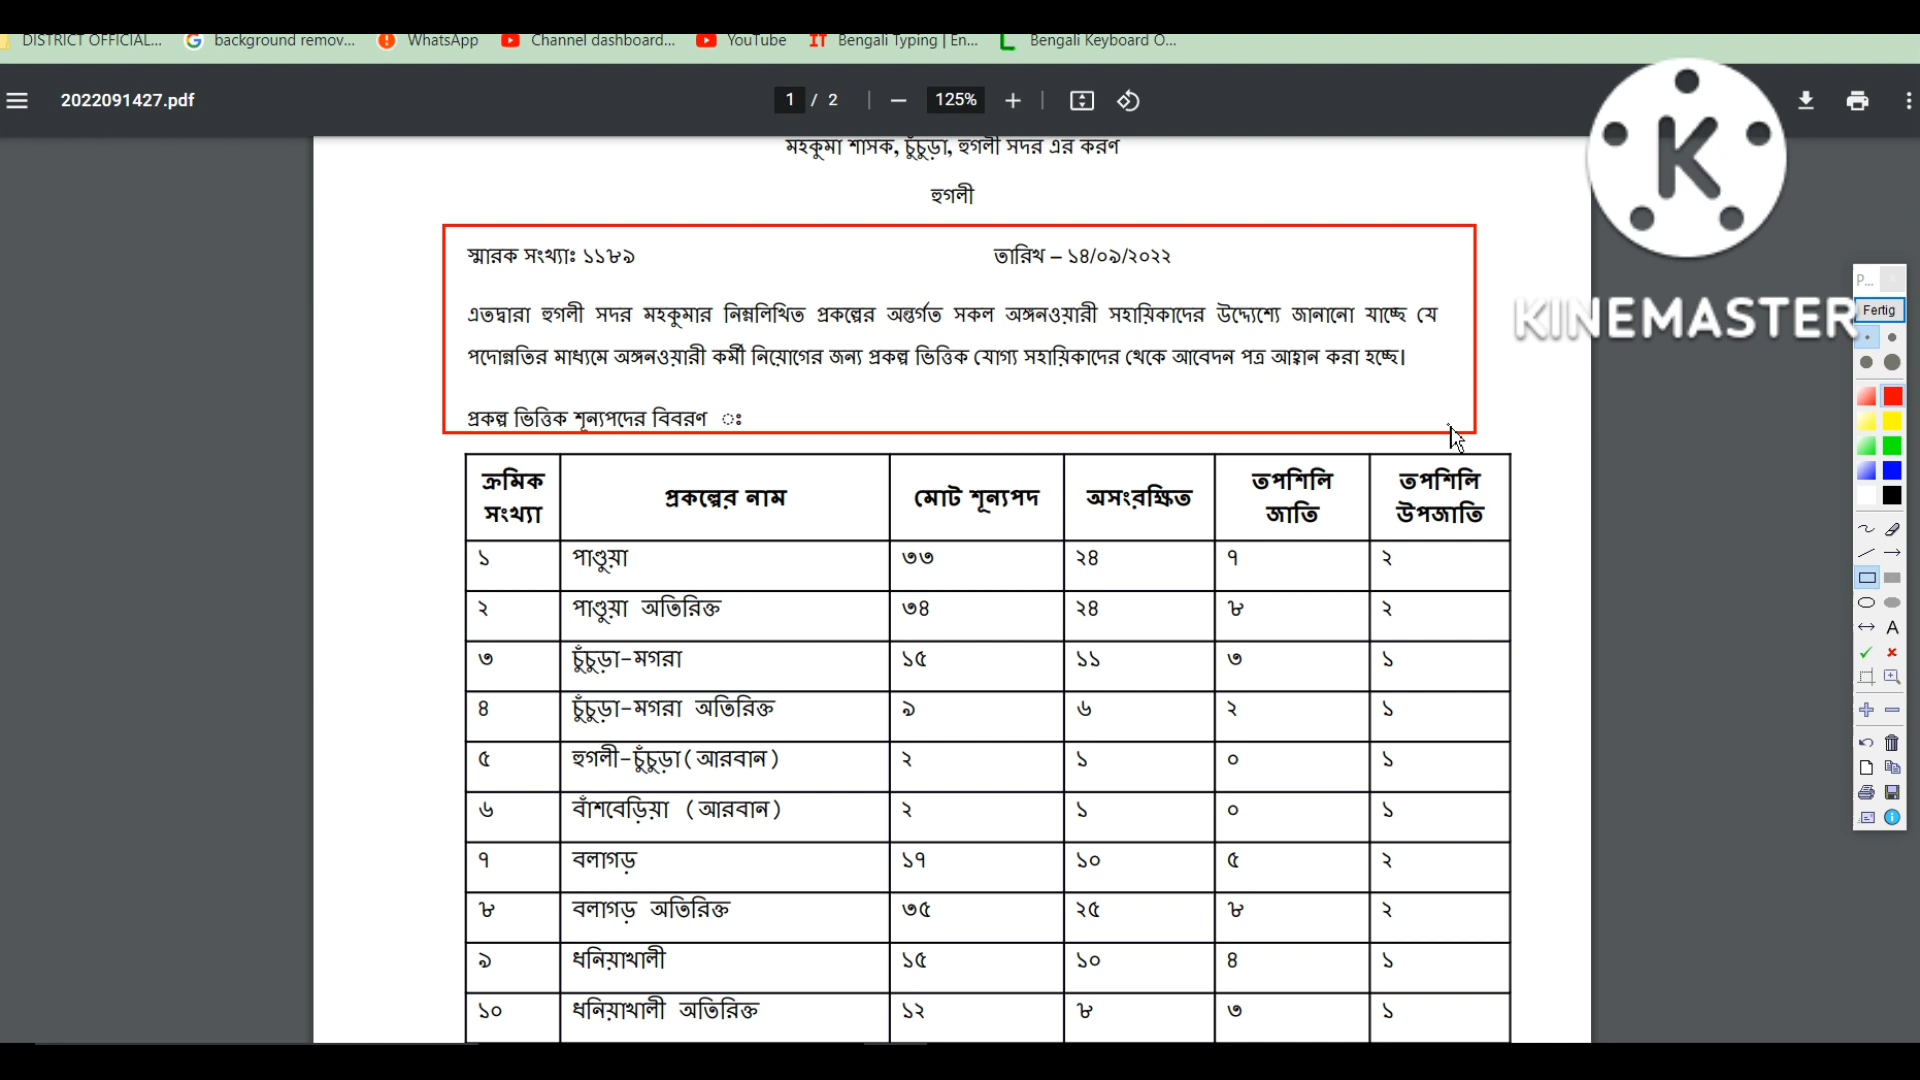 DISTRICT OFFICIAL... background remov... WhatsApp Channel dashboard... YouTube Bengali Typing | En... Bengali Keyboard O...
2022091427.pdf 1 / 2 125%
মহকুমা শাসক, চুঁচুড়া, হুগলী সদর এর করণ
হুগলী
স্মারক সংখ্যাঃ ১১৮৯ তারিখ – ১৪/০৯/২০২২
এতদ্বারা হুগলী সদর মহকুমার নিম্নলিখিত প্রকল্পের অন্তর্গত সকল অঙ্গনওয়ারী সহায়িকাদের উদ্দ্যেশ্যে জানানো যাচ্ছে যে
পদোন্নতির মাধ্যমে অঙ্গনওয়ারী কর্মী নিয়োগের জন্য প্রকল্প ভিত্তিক যোগ্য সহায়িকাদের থেকে আবেদন পত্র আহ্বান করা হচ্ছে।
প্রকল্প ভিত্তিক শূন্যপদের বিবরণ ঃ
ক্রমিক সংখ্যা প্রকল্পের নাম মোট শূন্যপদ অসংরক্ষিত তপশিলি জাতি তপশিলি উপজাতি
১ পাণ্ডুয়া ৩৩ ২৪ ৭ ২
২ পাণ্ডুয়া অতিরিক্ত ৩৪ ২৪ ৮ ২
৩ চুঁচুড়া-মগরা ১৫ ১১ ৩ ১
৪ চুঁচুড়া-মগরা অতিরিক্ত ৯ ৬ ২ ১
৫ হুগলী-চুঁচুড়া(আরবান) ২ ১ ০ ১
৬ বাঁশবেড়িয়া (আরবান) ২ ১ ০ ১
৭ বলাগড় ১৭ ১০ ৫ ২
৮ বলাগড় অতিরিক্ত ৩৫ ২৫ ৮ ২
৯ ধনিয়াখালী ১৫ ১০ ৪ ১
১০ ধনিয়াখালী অতিরিক্ত ১২ ৮ ৩ ১
K
KINEMASTER
P...
Fertig
A